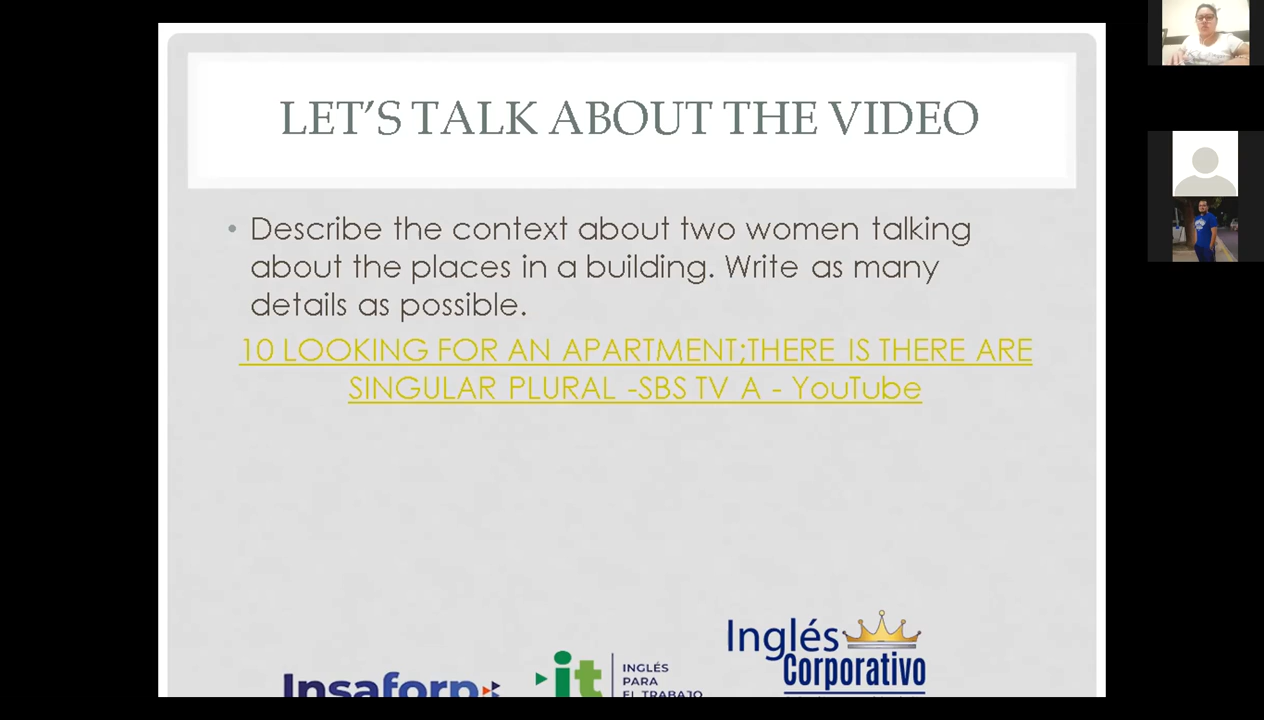 LET'S TALK ABOUT THE VIDEO
• Describe the context about two women talking
about the places in a building. Write as many
details as possible.
10 LOOKING FOR AN APARTMENT;THERE IS THERE ARE
SINGULAR PLURAL -SBS TV A - YouTube
Insaforp
it
INGLÉS
PARA
EL TRABAJO
Inglés
Corporativo